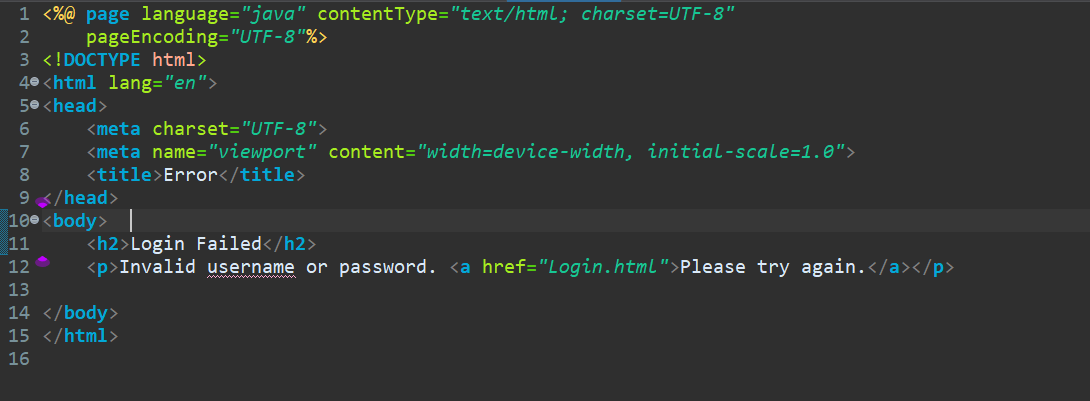 1 <%@ page language="java" contentType="text/html; charset=UTF-8"
2     pageEncoding="UTF-8"%>
3 <!DOCTYPE html>
4 <html lang="en">
5 <head>
6     <meta charset="UTF-8">
7     <meta name="viewport" content="width=device-width, initial-scale=1.0">
8     <title>Error</title>
9 </head>
10 <body>
11     <h2>Login Failed</h2>
12     <p>Invalid username or password. <a href="Login.html">Please try again.</a></p>
13
14 </body>
15 </html>
16